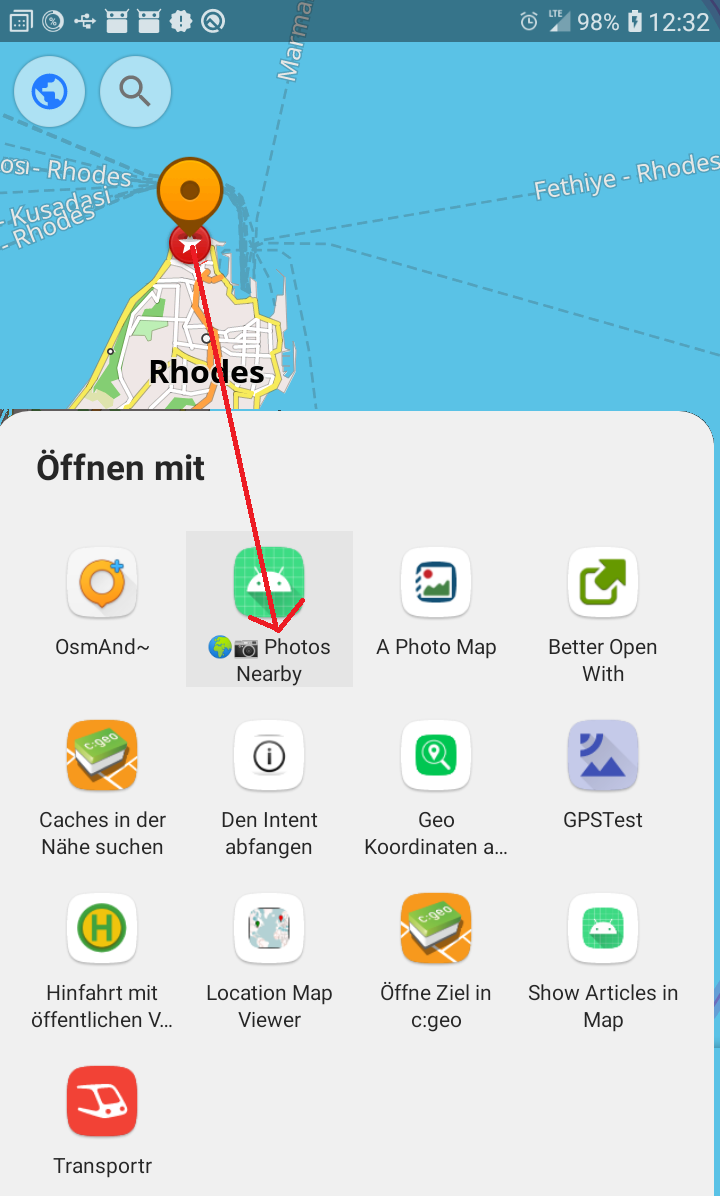 LTE 98% 12:32
Marma
osi - Rhodes
Fethiye - Rhodes
- Kusadasi
- Rhodes
Rhodes
Öffnen mit
OsmAnd~
🌍📷 Photos
Nearby
A Photo Map
Better Open
With
c:geo
Caches in der
Nähe suchen
Den Intent
abfangen
Geo
Koordinaten a...
GPSTest
H
Hinfahrt mit
öffentlichen V...
Location Map
Viewer
c:geo
Öffne Ziel in
c:geo
Show Articles in
Map
Transportr